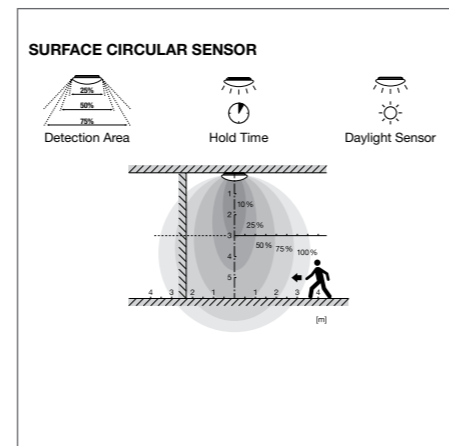 SURFACE CIRCULAR SENSOR
25%
50%
75%
Detection Area
Hold Time
Daylight Sensor
1
10 %
2
25 %
3
50 % 75 % 100 %
4
5
4 3 2 1 1 2 3 4
[m]